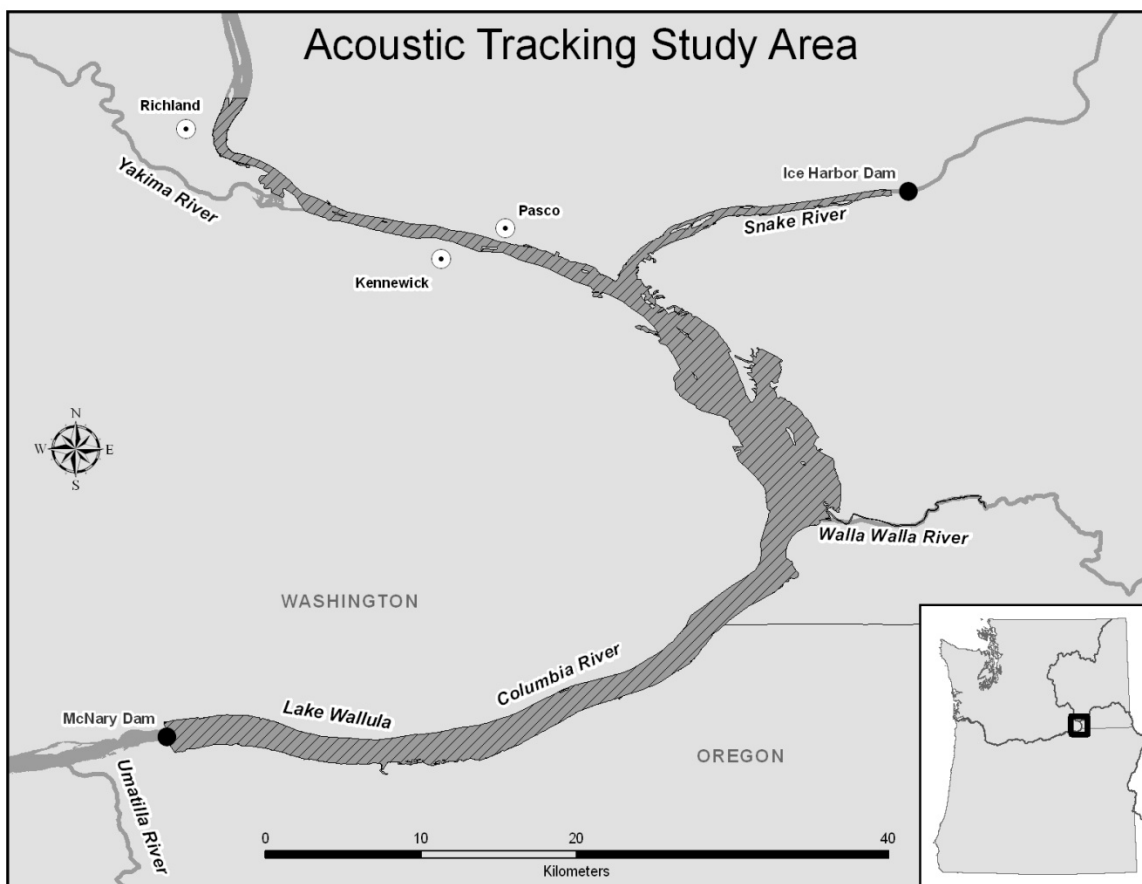 Acoustic Tracking Study Area
Richland
Yakima River
Ice Harbor Dam
Pasco
Snake River
Kennewick
N
W
E
S
Walla Walla River
WASHINGTON
Columbia River
Lake Wallula
McNary Dam
OREGON
Umatilla River
0
10
20
40
Kilometers